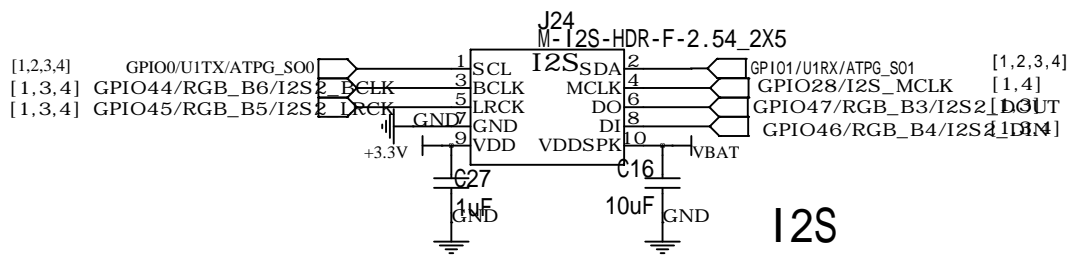 J24
M-I2S-HDR-F-2.54_2X5
[1,2,3,4] GPIO0/U1TX/ATPG_SO0 1 SCL I2S SDA 2 GPIO1/U1RX/ATPG_SO1 [1,2,3,4]
[1,3,4] GPIO44/RGB_B6/I2S2_BCLK 3 BCLK MCLK 4 GPIO28/I2S_MCLK [1,4]
[1,3,4] GPIO45/RGB_B5/I2S2_LRCK 5 LRCK DO 6 GPIO47/RGB_B3/I2S2_DOUT
GND 7 GND DI 8 GPIO46/RGB_B4/I2S2_DIN
+3.3V 9 VDD VDDSPK 10 VBAT
C27 C16
1uF 10uF
GND GND
I2S